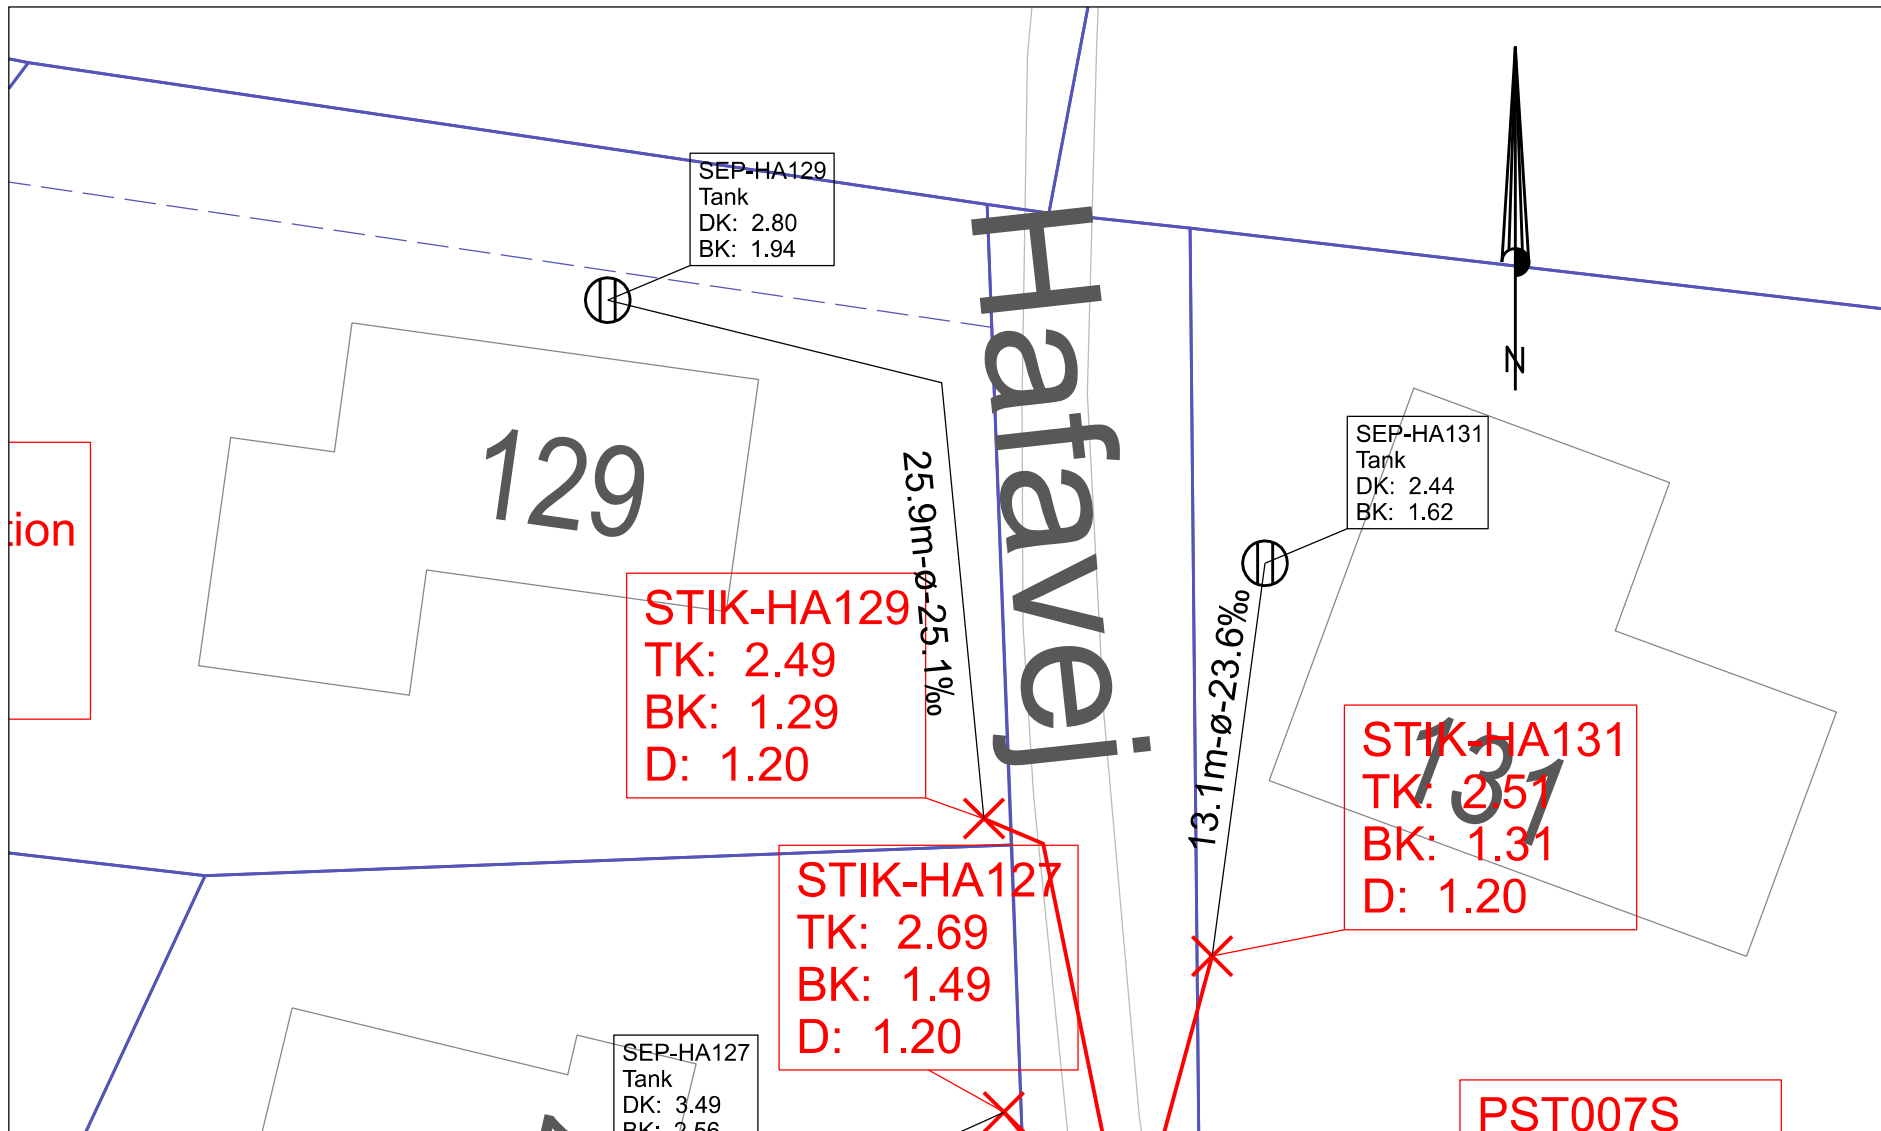 SEP-HA129
Tank
DK: 2.80
BK: 1.94
Hafavej
N
SEP-HA131
Tank
DK: 2.44
BK: 1.62
129
25.9m-ø-25.1‰
tion
STIK-HA129
TK: 2.49
BK: 1.29
D: 1.20
13.1m-ø-23.6‰
131
STIK-HA131
TK: 2.51
BK: 1.31
D: 1.20
STIK-HA127
TK: 2.69
BK: 1.49
D: 1.20
SEP-HA127
Tank
DK: 3.49
BK: 2.56
PST007S